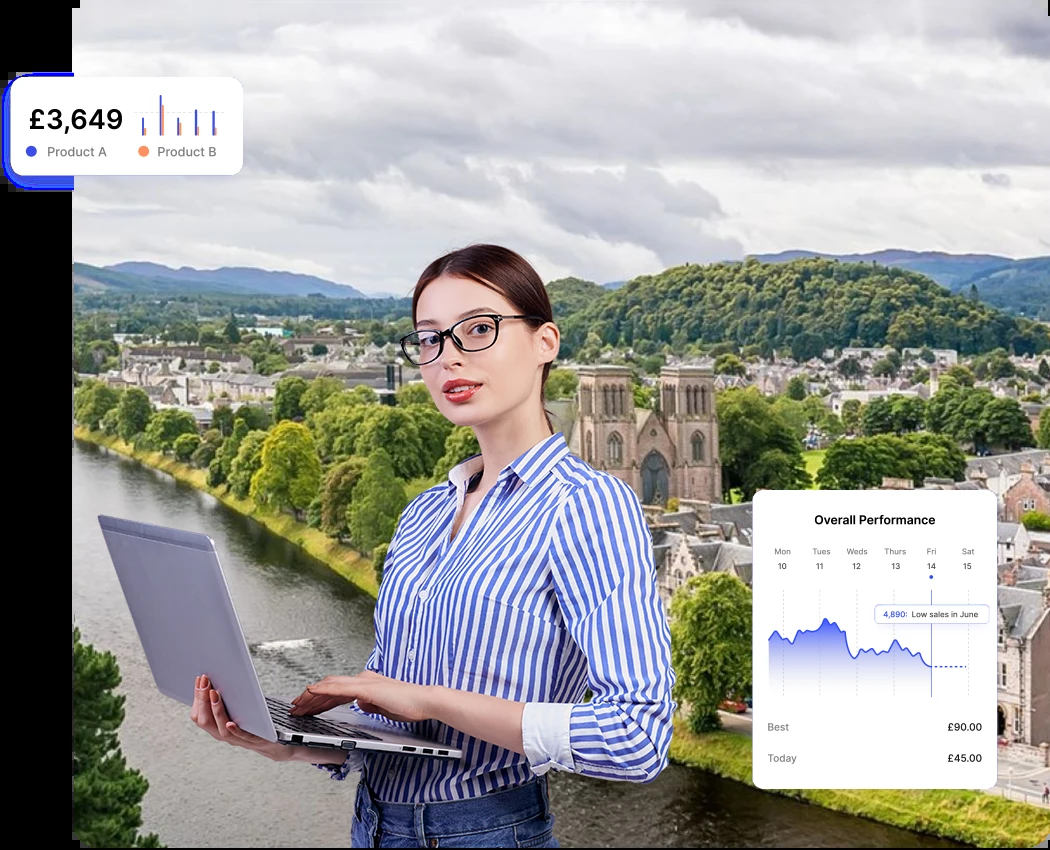 £3,649
Product A Product B
Overall Performance
Mon Tues Weds Thurs Fri Sat
10 11 12 13 14 15
4,890: Low sales in June
Best £90.00
Today £45.00